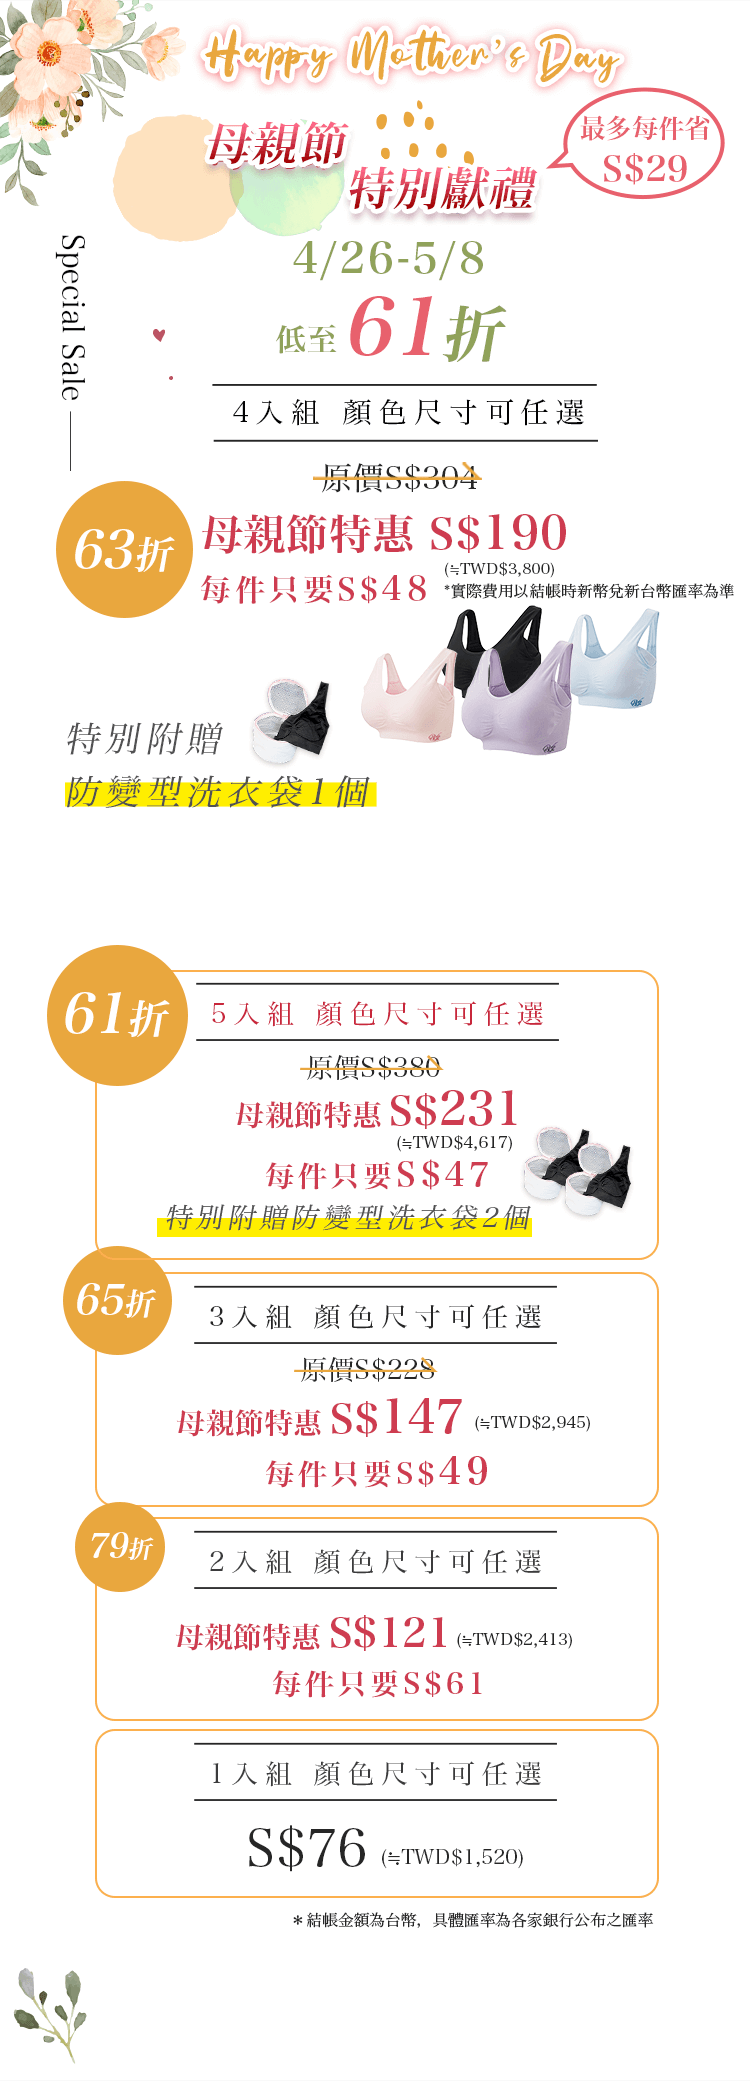 Happy Mother's Day
母親節
特別獻禮
最多每件省
S$29
Special Sale
4/26-5/8
低至61折
4入組 顏色尺寸可任選
原價S$304
63折
母親節特惠 S$190
(≒TWD$3,800)
每件只要S$48
*實際費用以結帳時新幣兌新台幣匯率為準
特別附贈
防變型洗衣袋1個
61折
5入組 顏色尺寸可任選
原價S$380
母親節特惠 S$231
(≒TWD$4,617)
每件只要S$47
特別附贈防變型洗衣袋2個
65折
3入組 顏色尺寸可任選
原價S$228
母親節特惠 S$147 (≒TWD$2,945)
每件只要S$49
79折
2入組 顏色尺寸可任選
母親節特惠 S$121 (≒TWD$2,413)
每件只要S$61
1入組 顏色尺寸可任選
S$76 (≒TWD$1,520)
*結帳金額為台幣，具體匯率為各家銀行公布之匯率